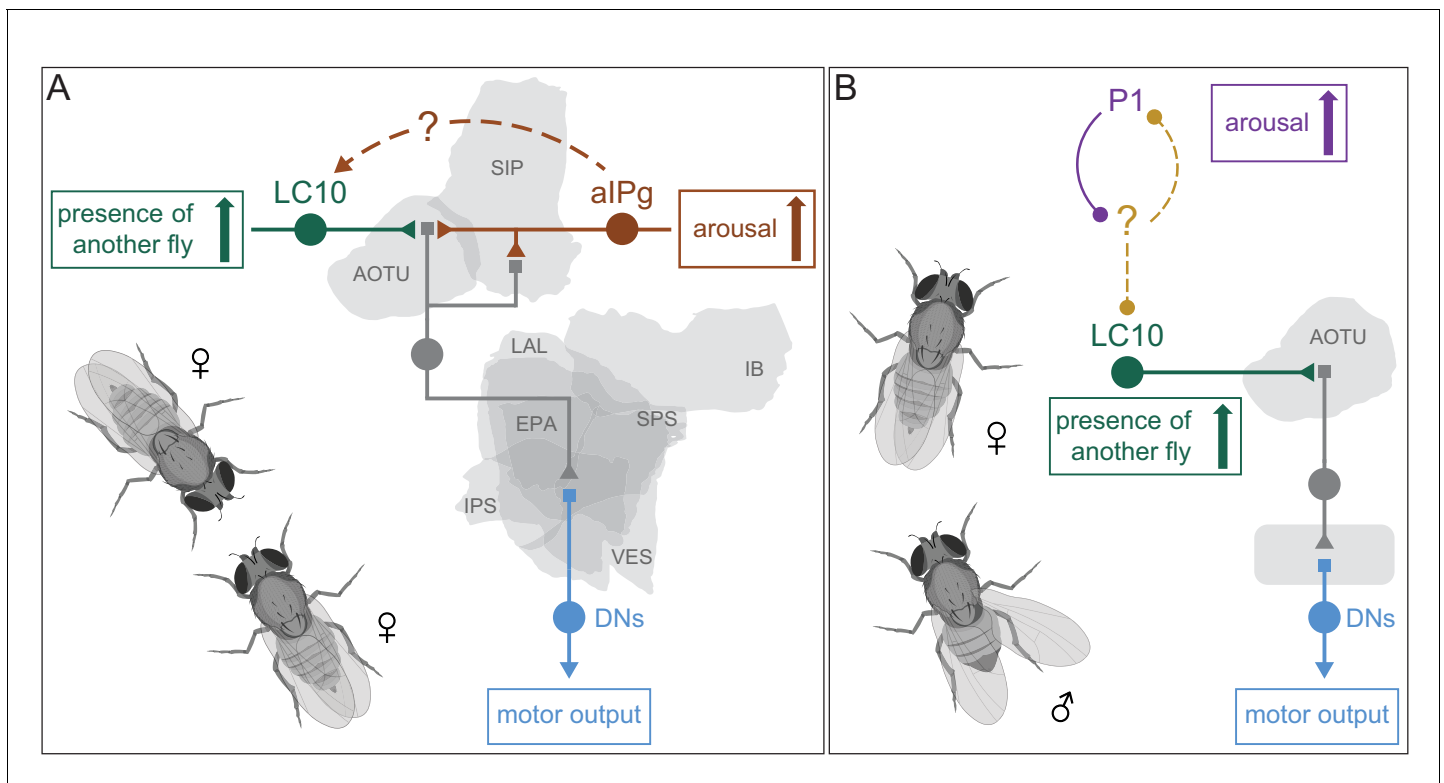 A
?
SIP
LC10
aIPg
presence of
another fly
arousal
AOTU
♀
LAL
IB
EPA
SPS
IPS
VES
♀
DNs
motor output
B
P1
arousal
?
LC10
AOTU
♀
presence of
another fly
♂
DNs
motor output